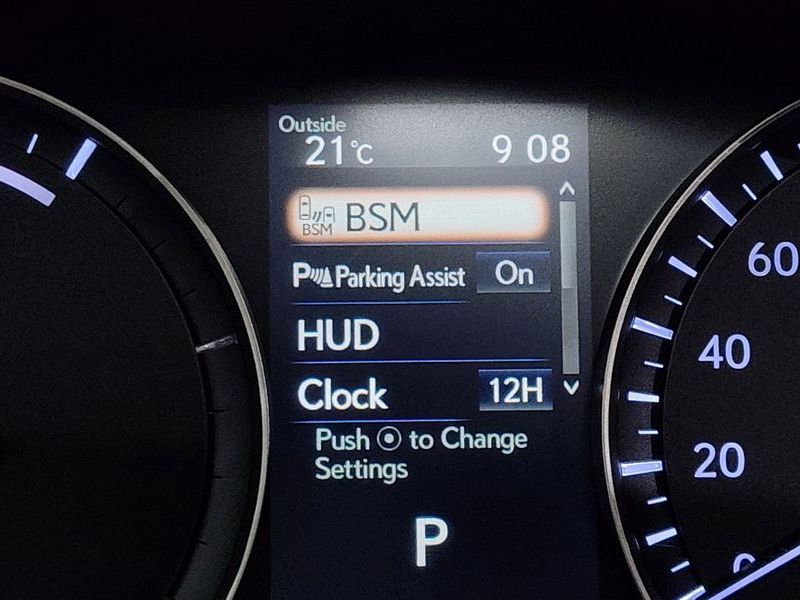 Outside
21°C 9 08
BSM BSM
P Parking Assist On
HUD
Clock 12H
Push to Change
Settings
P
60
40
20
0